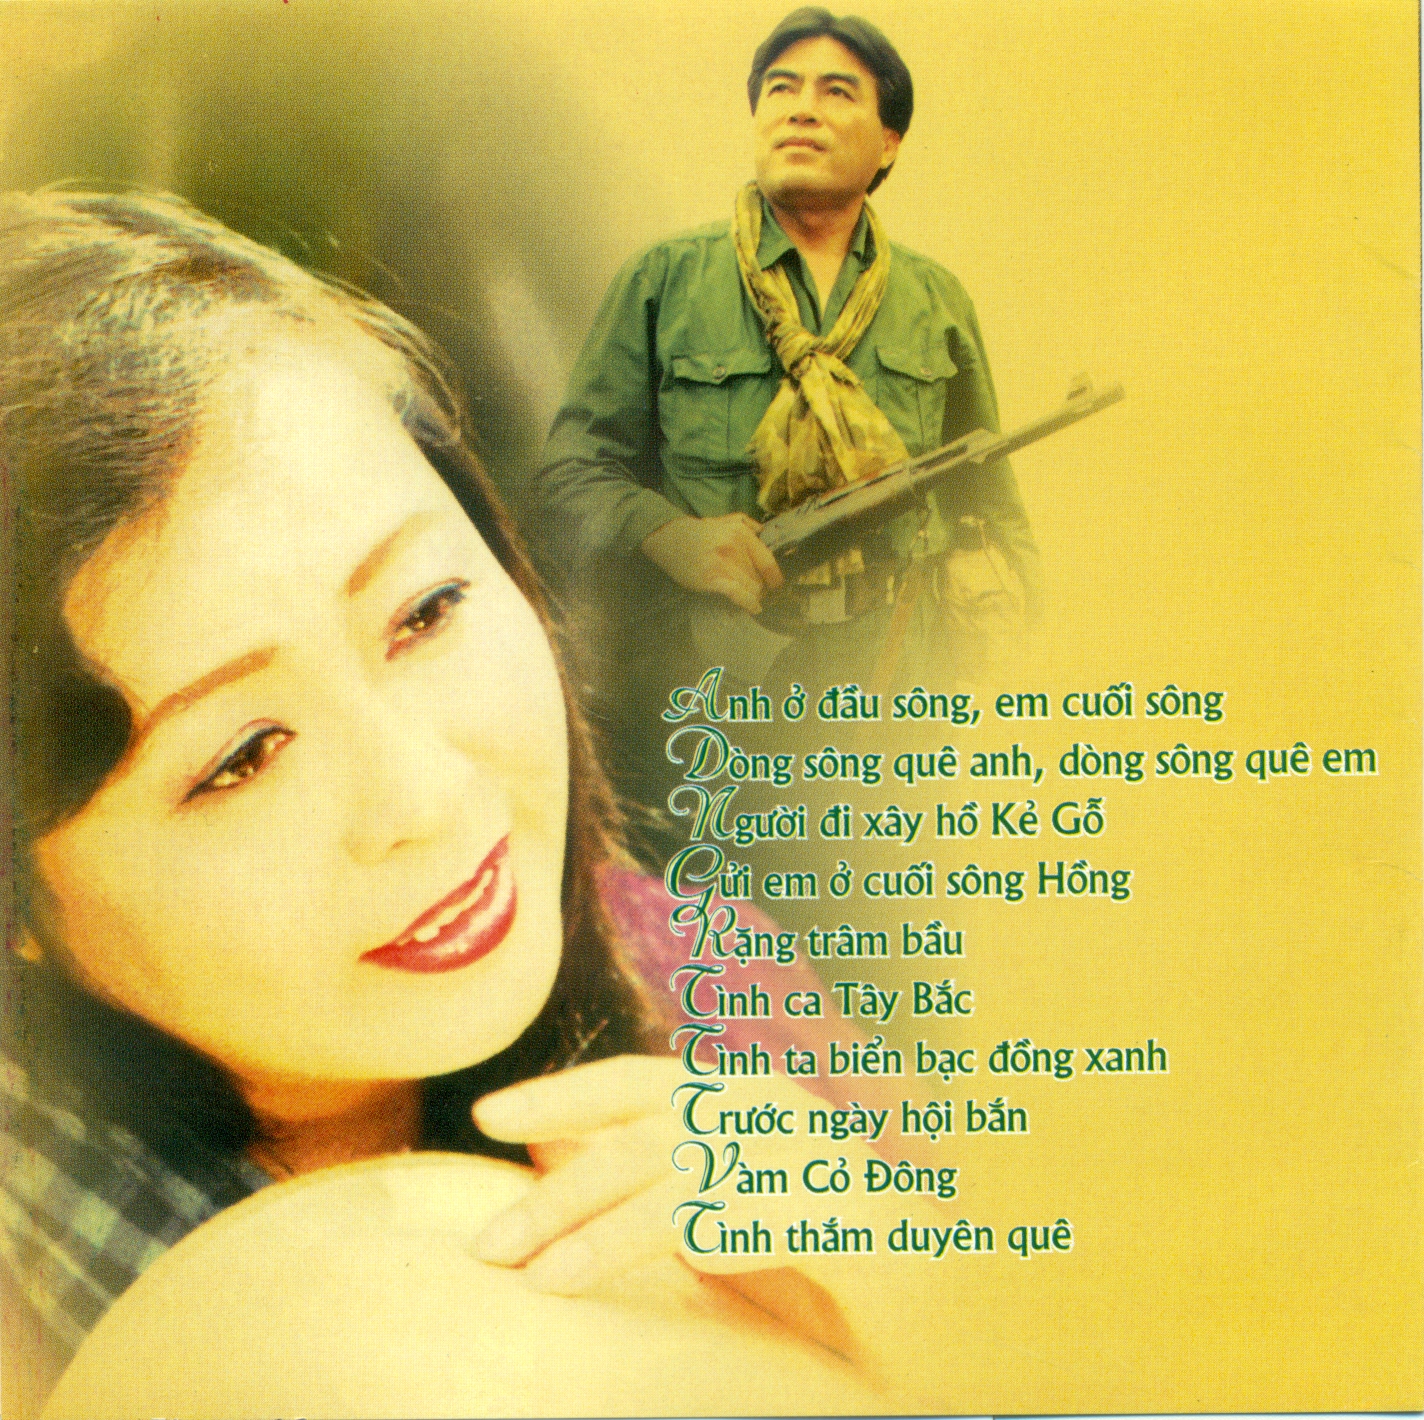 Anh ở đầu sông, em cuối sông
Dòng sông quê anh, dòng sông quê em
Người đi xây hồ Kẻ Gỗ
Gửi em ở cuối sông Hồng
Rặng trâm bầu
Tình ca Tây Bắc
Tình ta biển bạc đồng xanh
Trước ngày hội bắn
Vàm Cỏ Đông
Tình thắm duyên quê